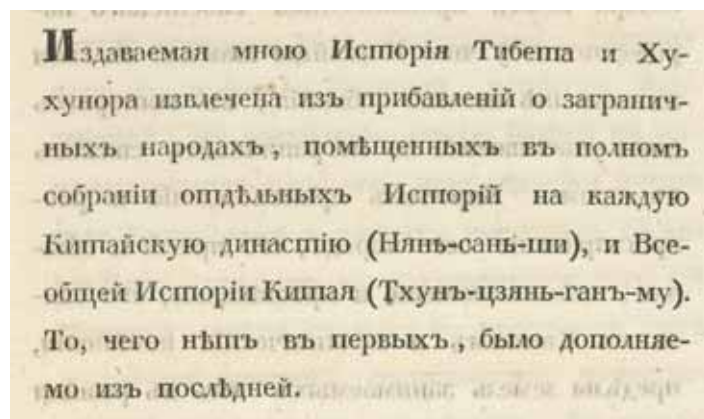 Издаваемая мною Исторія Тибета и Ху-
хунора извлечена изъ прибавленій о загранич-
ныхъ народахъ, помѣщенныхъ въ полномъ
собраніи отдѣльныхъ Исторій на каждую
Китайскую династію (Нянь-сань-ши), и Все-
общей Исторіи Китая (Тхунъ-цзянь-ганъ-му).
То, чего нѣтъ въ первыхъ, было дополняе-
мо изъ послѣдней.